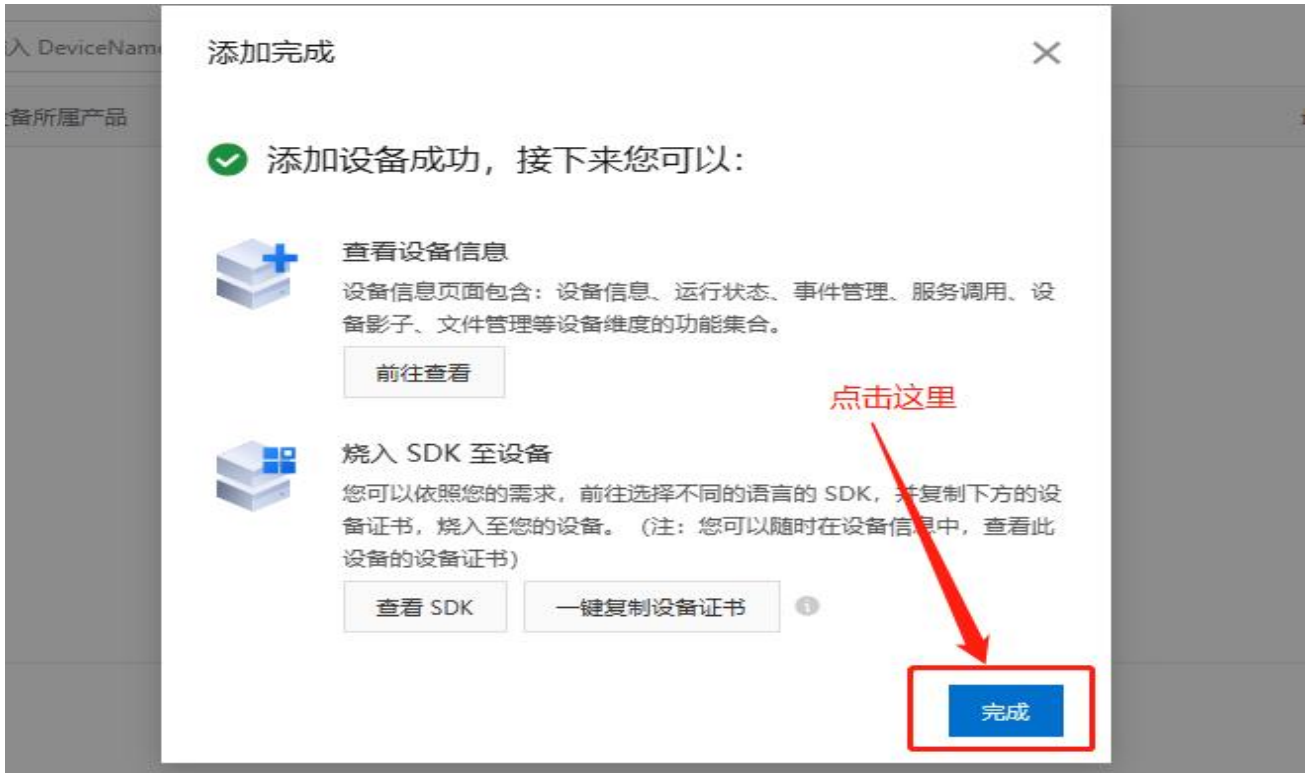 入 DeviceNam
添加完成
备所属产品
添加设备成功，接下来您可以：
查看设备信息
设备信息页面包含：设备信息、运行状态、事件管理、服务调用、设
备影子、文件管理等设备维度的功能集合。
前往查看
点击这里
烧入 SDK 至设备
您可以依照您的需求，前往选择不同的语言的 SDK，并复制下方的设
备证书，烧入至您的设备。（注：您可以随时在设备信息中，查看此
设备的设备证书）
查看 SDK 一键复制设备证书
完成